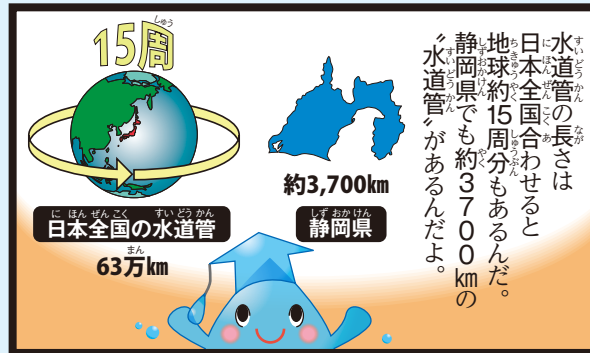 水道管の長さは
日本全国合わせると
地球約15周分もあるんだ。
静岡県でも約3700kmの
〝水道管〟があるんだよ。
15周
日本全国の水道管
63万km
約3,700km
静岡県